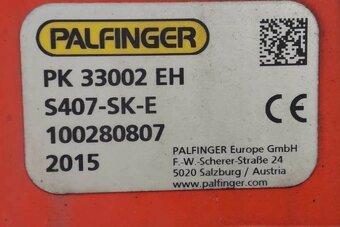 PALFINGER
PK 33002 EH
S407-SK-E
100280807
2015
CE
PALFINGER Europe GmbH
F.-W.-Scherer-Straße 24
5020 Salzburg / Austria
www.palfinger.com